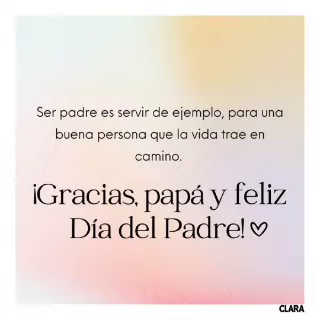 Ser padre es servir de ejemplo, para una
buena persona que la vida trae en
camino.
¡Gracias, papá y feliz
Día del Padre! ♡
CLARA